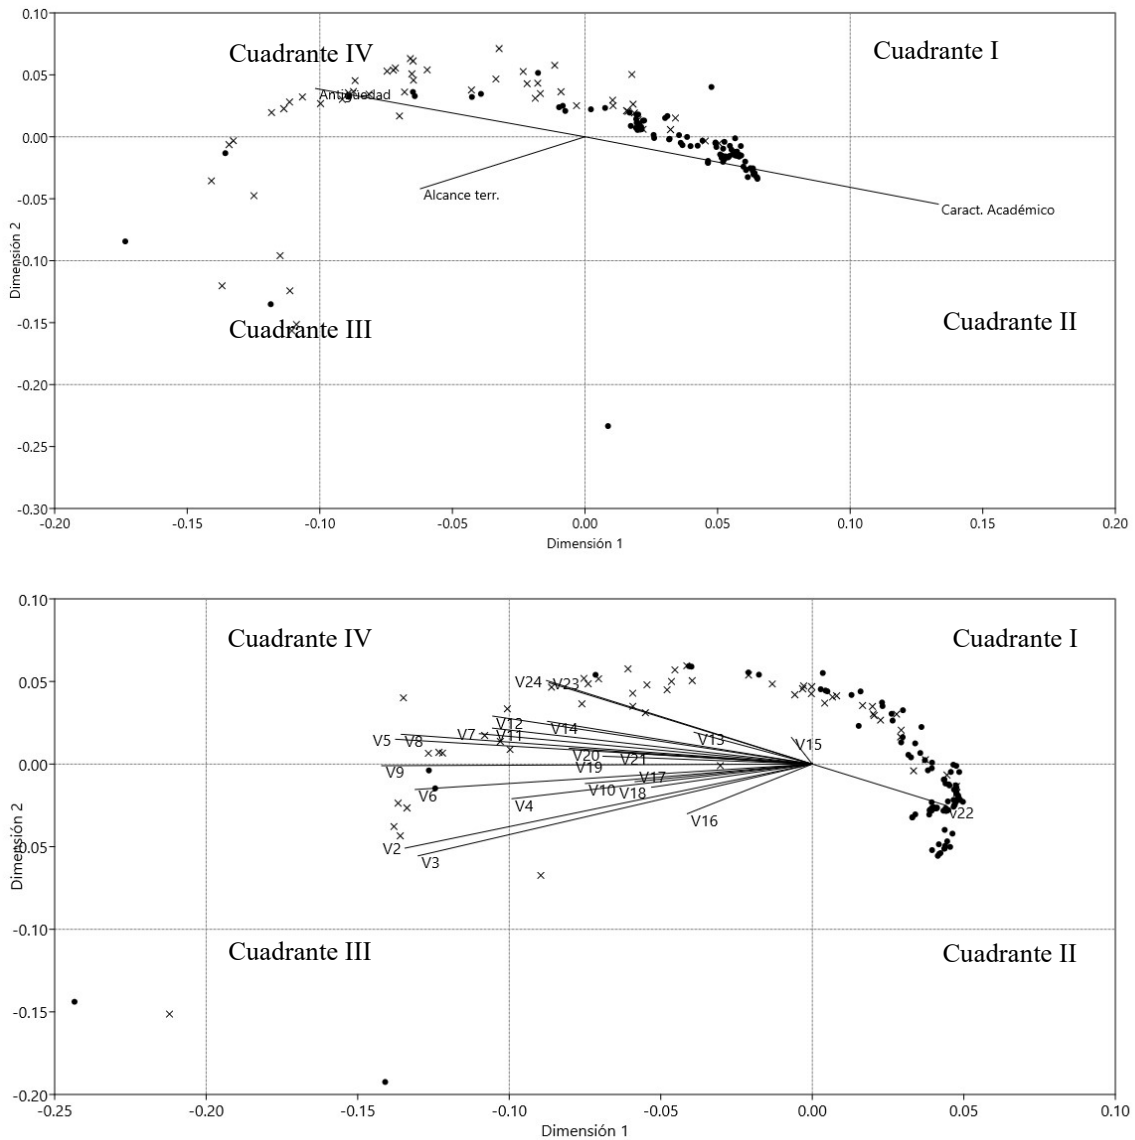 0.10
Cuadrante IV
Cuadrante I
0.05
Antigüedad
0.00
-0.05
Alcance terr.
Caract. Académico
Dimensión 2
-0.10
-0.15
Cuadrante III
Cuadrante II
-0.20
-0.25
-0.30
-0.20
-0.15
-0.10
-0.05
0.00
0.05
0.10
0.15
0.20
Dimensión 1
0.10
Cuadrante IV
Cuadrante I
0.05
V24
V23
V12
V14
V5
V8
V7
V11
V13
V15
V20
V21
0.00
V9
V19
V17
V6
V10
V18
V4
V16
V22
-0.05
V2
V3
Dimensión 2
-0.10
Cuadrante III
Cuadrante II
-0.15
-0.20
-0.25
-0.20
-0.15
-0.10
-0.05
0.00
0.05
0.10
Dimensión 1